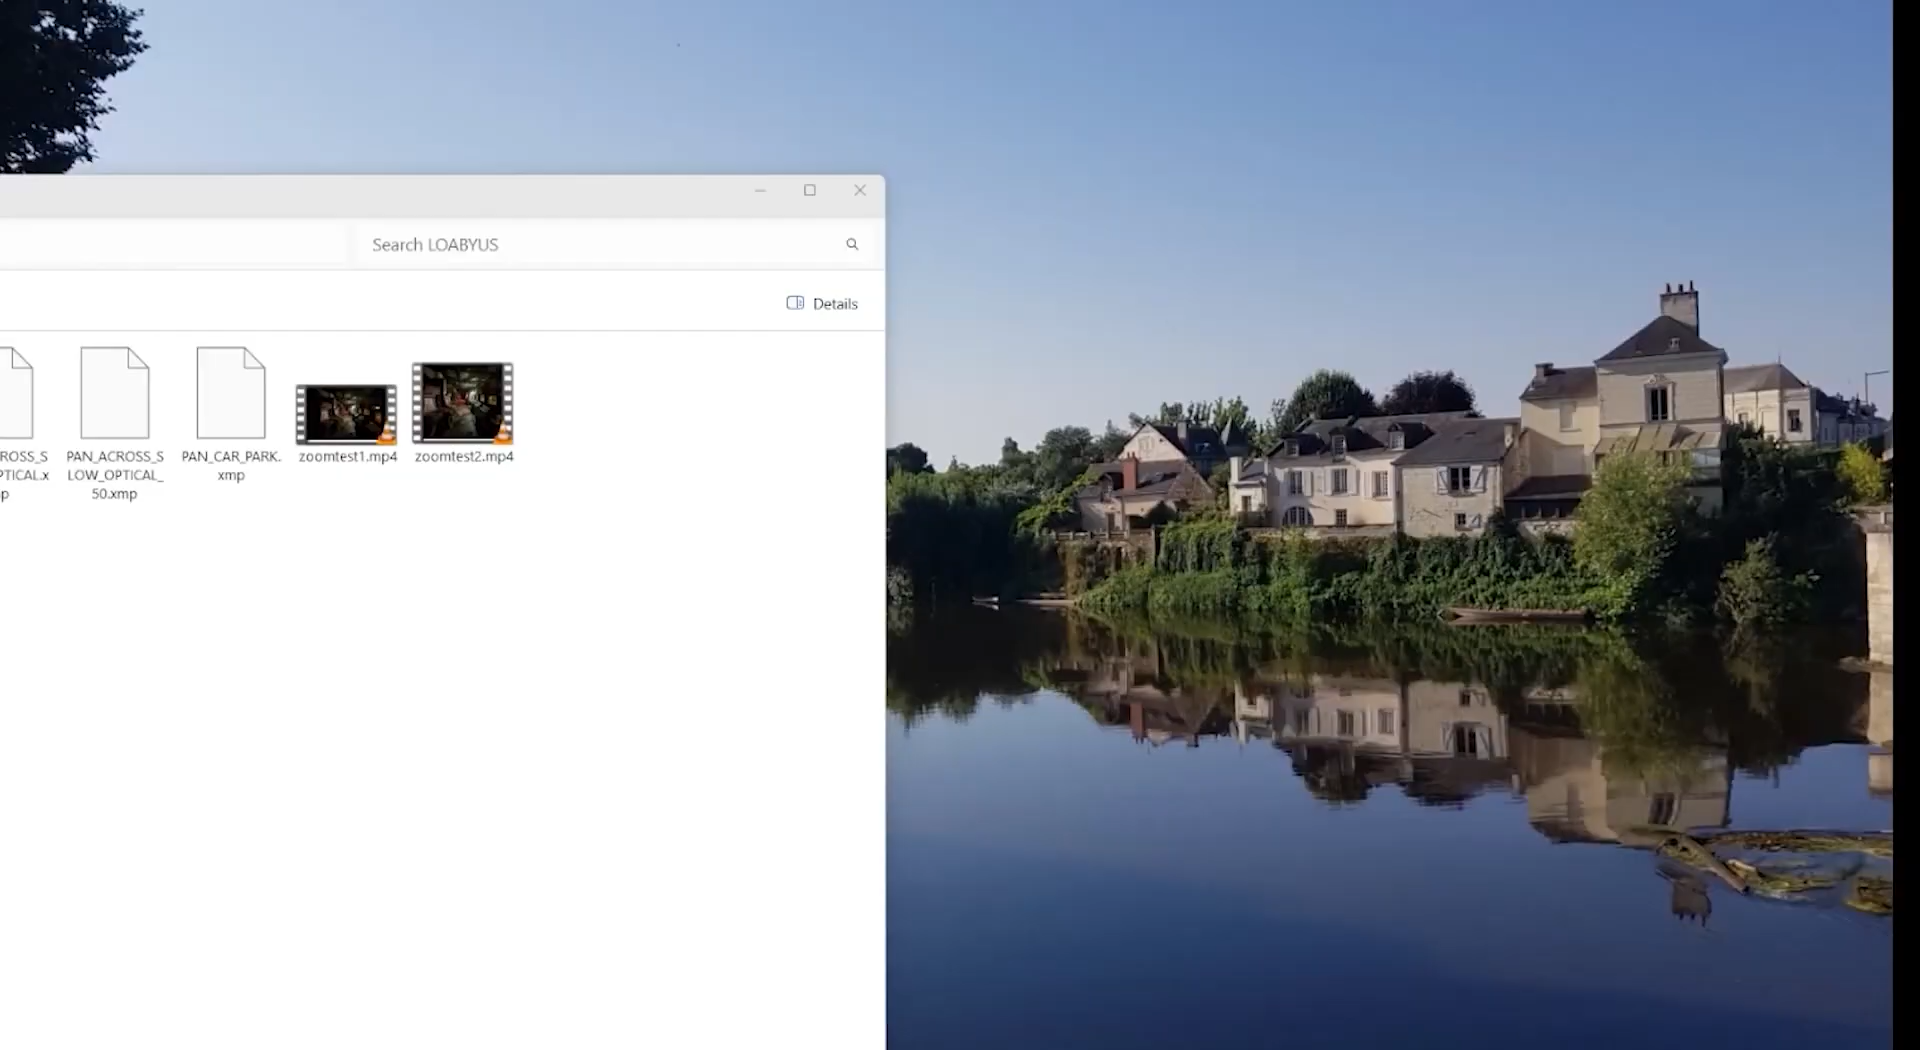 Search LOABYUS
Details
ROSS_S
PTICAL.x
p
PAN_ACROSS_S
LOW_OPTICAL_
50.xmp
PAN_CAR_PARK.
xmp
zoomtest1.mp4
zoomtest2.mp4